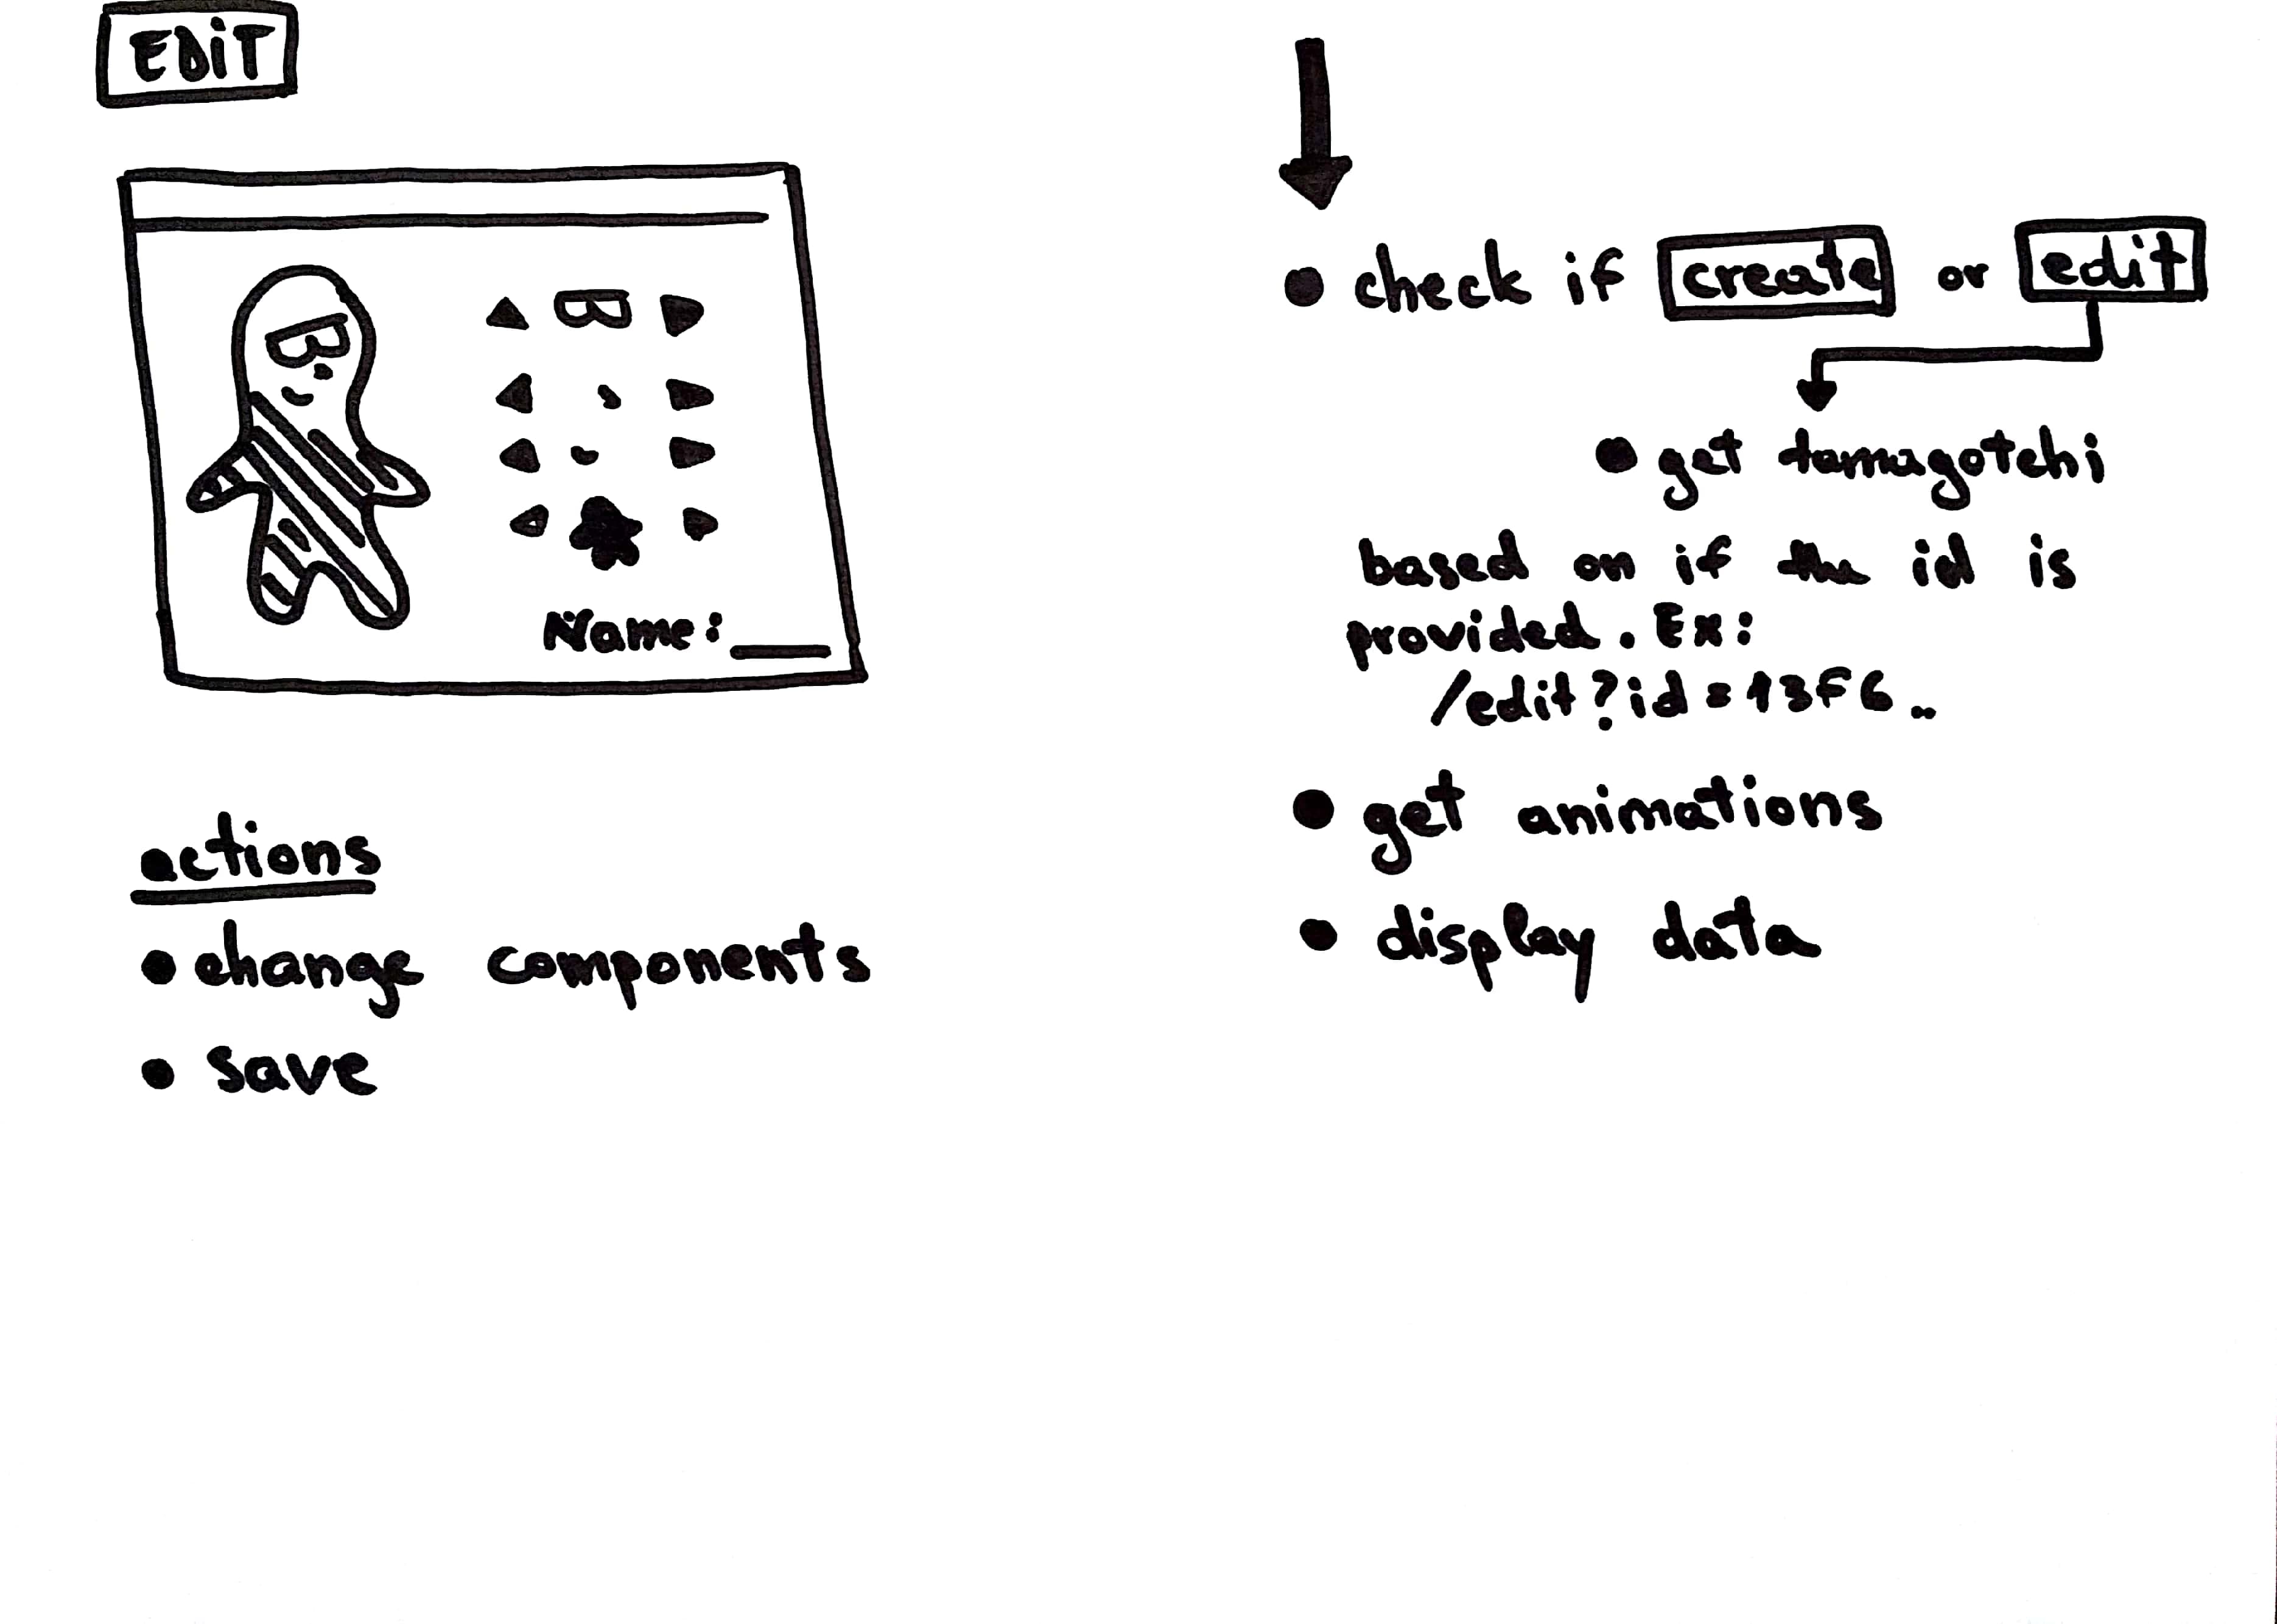 EDiT
Name:
actions
• change components
• save
• check if create or edit
• get tamagotchi
based on if the id is
provided. Ex:
/edit?id=13f6..
• get animations
• display data